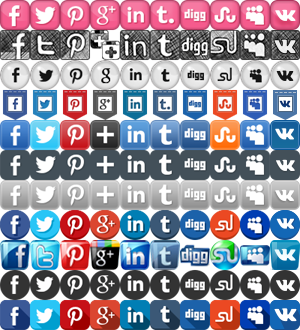 f g+ in t. digg VK
f t in t digg
f g in t digg
f g+ in t digg
f in t digg
f in t digg
f in t digg
f g+ in t digg
f t g+ in t digg
f g+ in t digg
f g+ in t digg